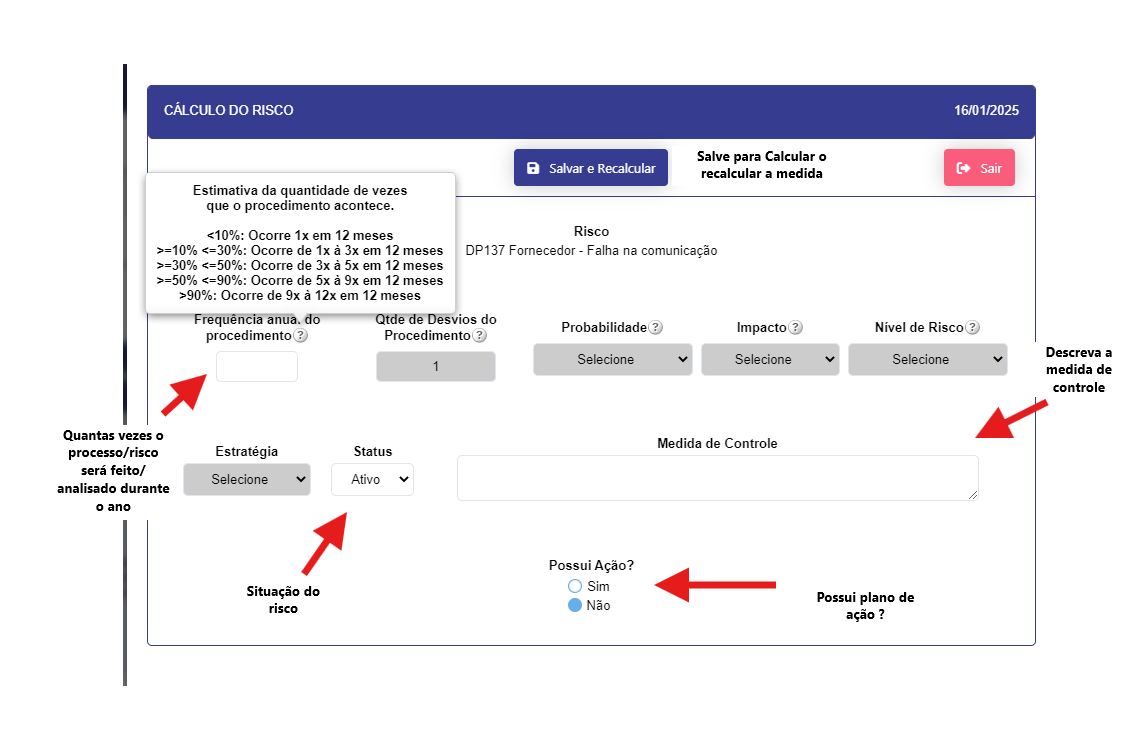 CÁLCULO DO RISCO
16/01/2025
Salvar e Recalcular
Salve para Calcular o
recalcular a medida
Sair
Estimativa da quantidade de vezes
que o procedimento acontece.
<10%: Ocorre 1x em 12 meses
>=10% <=30%: Ocorre de 1x à 3x em 12 meses
>=30% <=50%: Ocorre de 3x à 5x em 12 meses
>=50% <=90%: Ocorre de 5x à 9x em 12 meses
>90%: Ocorre de 9x à 12x em 12 meses
Risco
DP137 Fornecedor - Falha na comunicação
Frequência anual do
procedimento?
Qtde de Desvios do
Procedimento?
1
Probabilidade?
Selecione
Impacto?
Selecione
Nível de Risco?
Selecione
Descreva a
medida de
controle
Quantas vezes o
processo/risco
será feito/
analisado durante
o ano
Estratégia
Selecione
Status
Ativo
Medida de Controle
Situação do
risco
Possui Ação?
Sim
Não
Possui plano de
ação ?